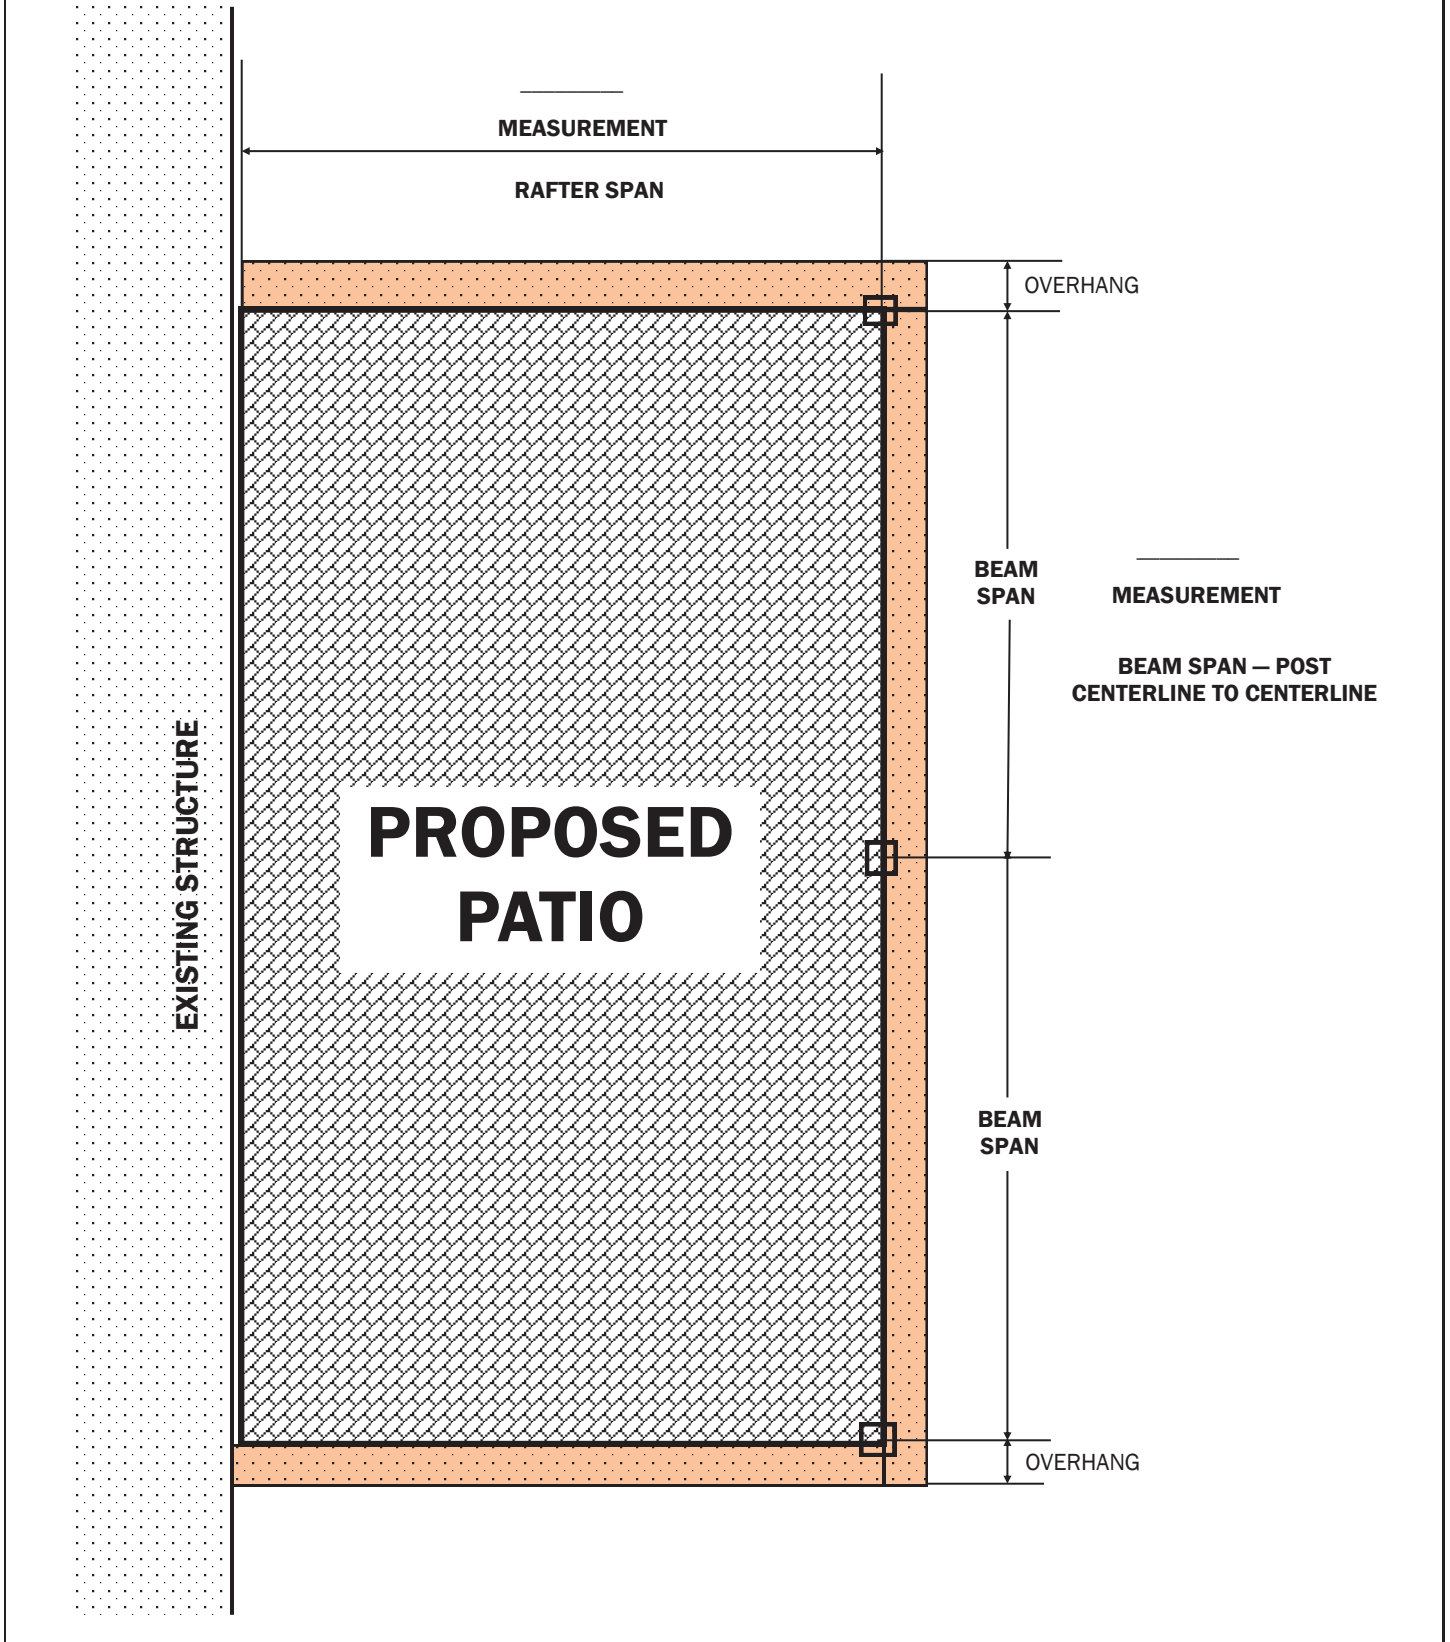 MEASUREMENT
RAFTER SPAN
OVERHANG
BEAM
SPAN
MEASUREMENT
BEAM SPAN — POST
CENTERLINE TO CENTERLINE
EXISTING STRUCTURE
PROPOSED
PATIO
BEAM
SPAN
OVERHANG